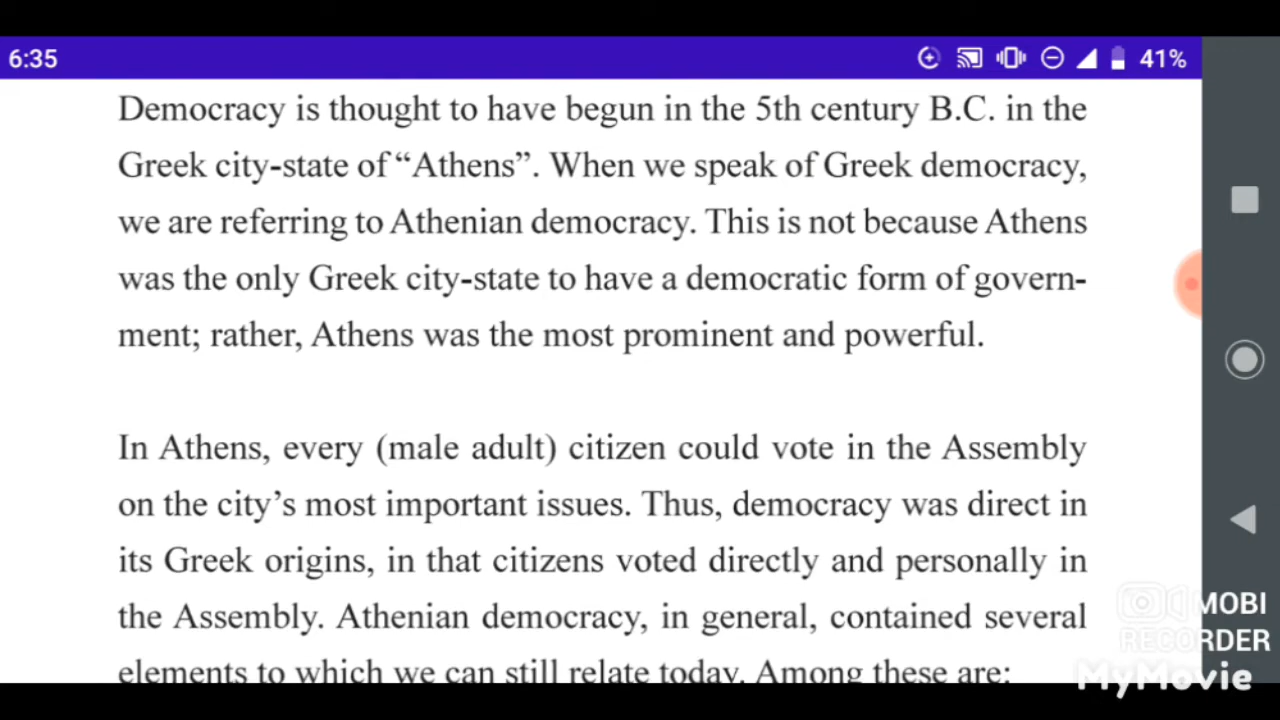 6:35
41%
Democracy is thought to have begun in the 5th century B.C. in the
Greek city-state of “Athens”. When we speak of Greek democracy,
we are referring to Athenian democracy. This is not because Athens
was the only Greek city-state to have a democratic form of govern-
ment; rather, Athens was the most prominent and powerful.
In Athens, every (male adult) citizen could vote in the Assembly
on the city’s most important issues. Thus, democracy was direct in
its Greek origins, in that citizens voted directly and personally in
the Assembly. Athenian democracy, in general, contained several
elements to which we can still relate today. Among these are:
MOBI
RECORDER
MyMovie